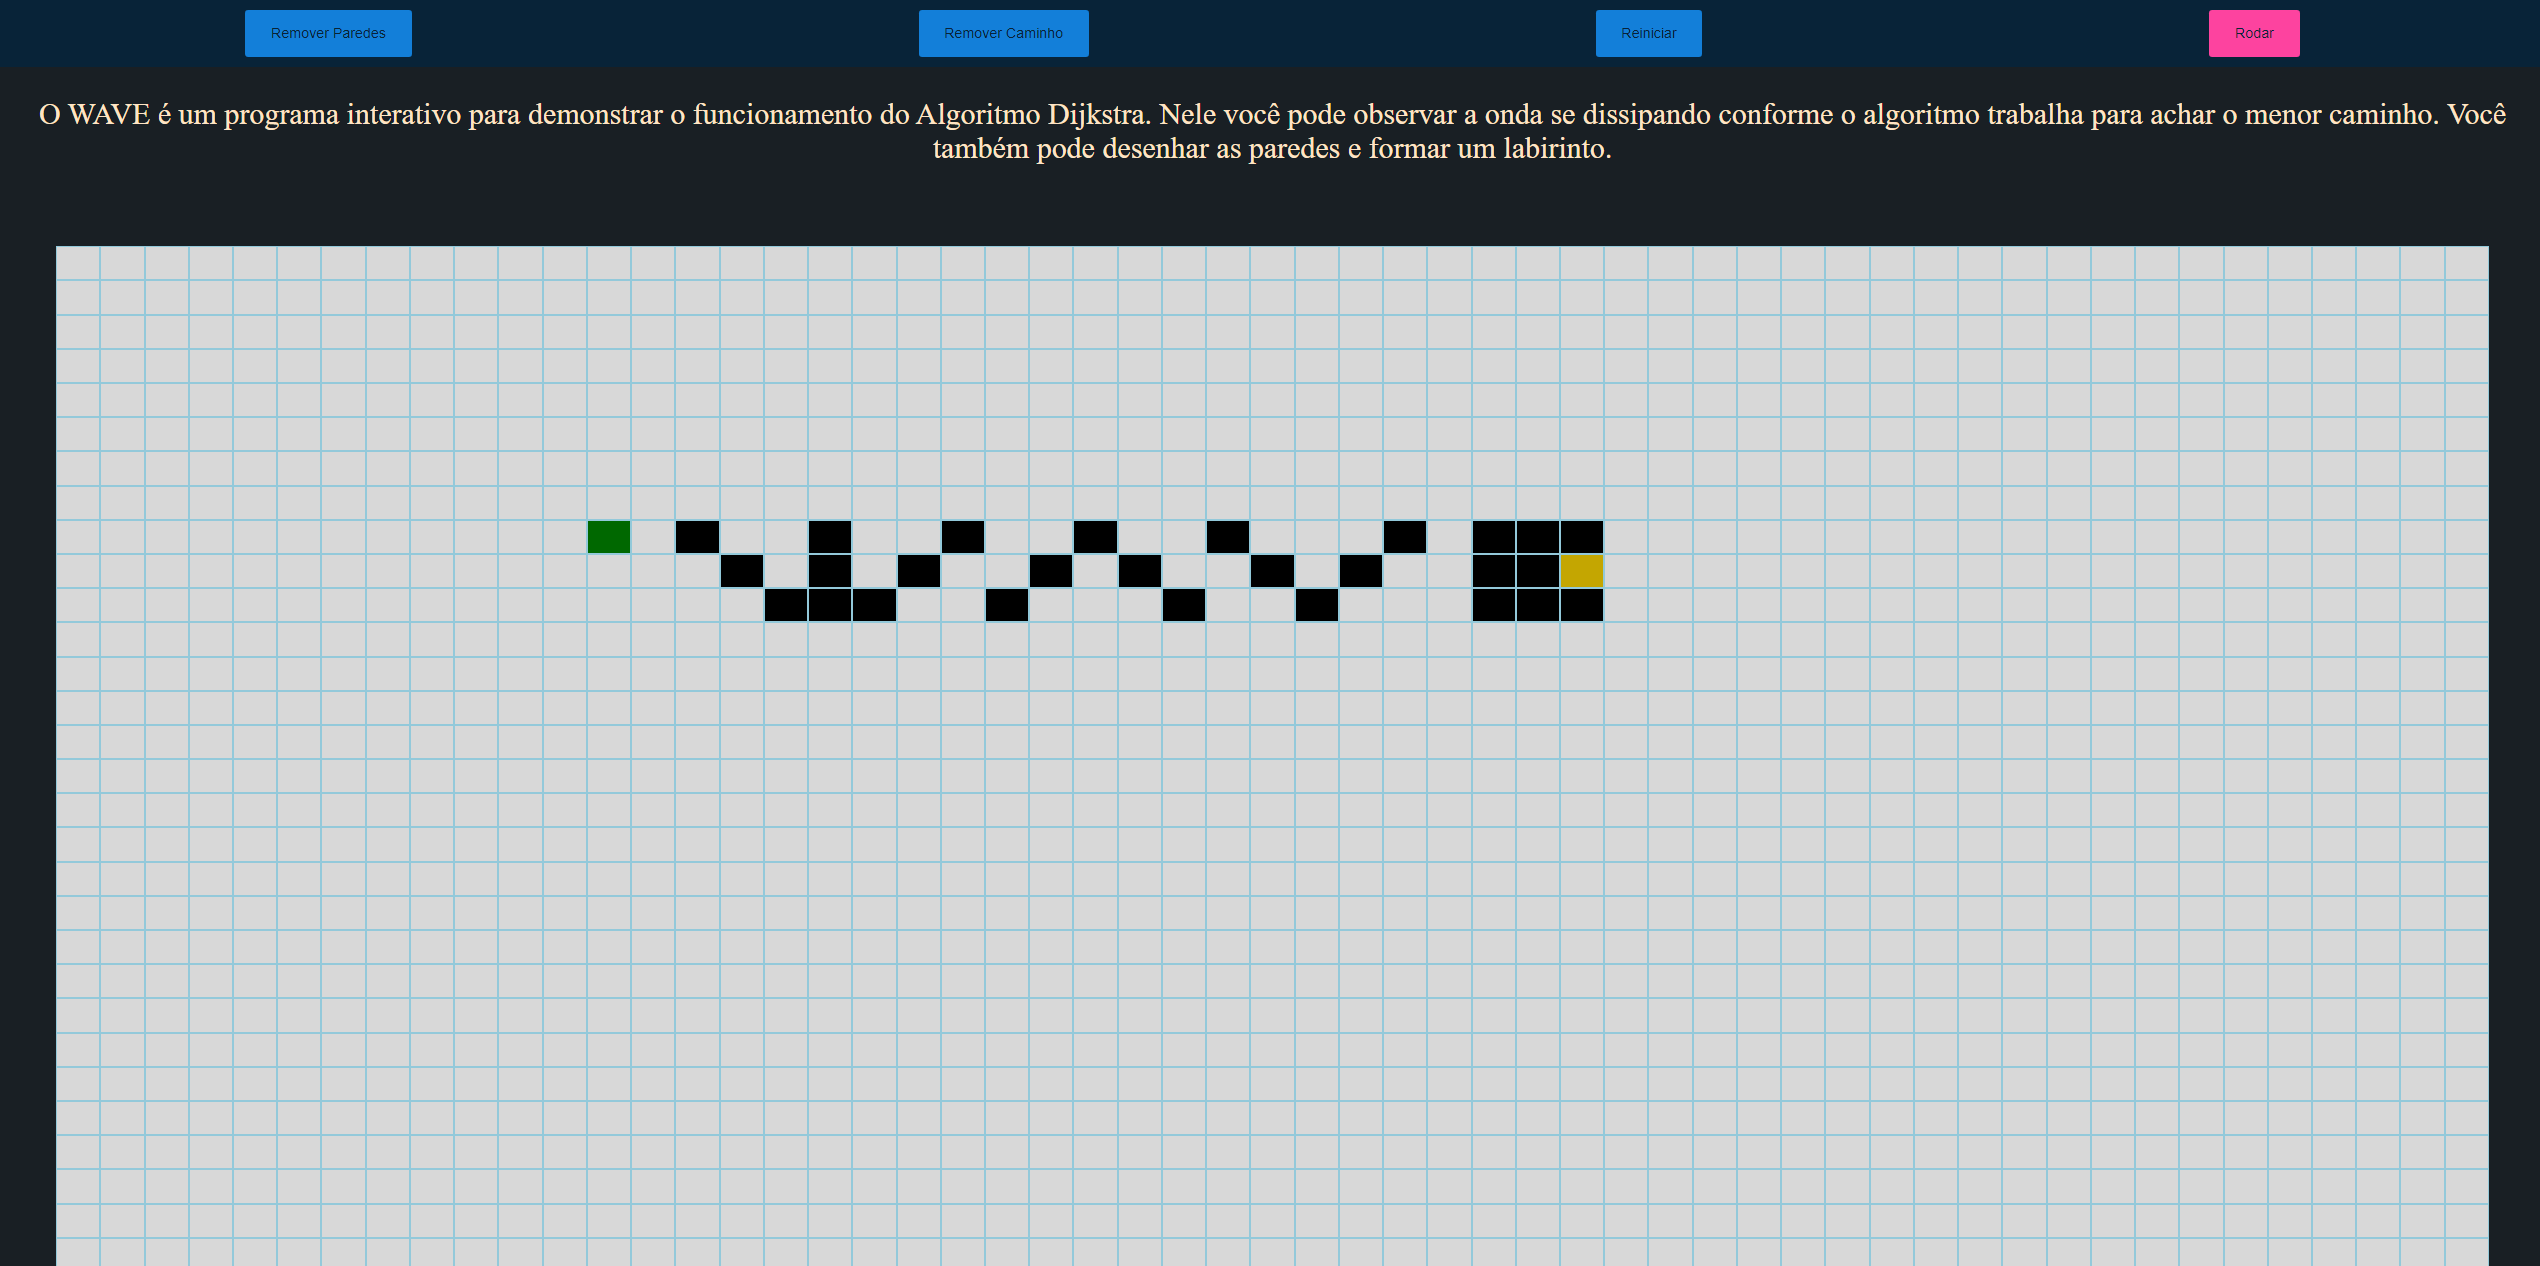 Remover Paredes
Remover Caminho
Reiniciar
Rodar
O WAVE é um programa interativo para demonstrar o funcionamento do Algoritmo Dijkstra. Nele você pode observar a onda se dissipando conforme o algoritmo trabalha para achar o menor caminho. Você
também pode desenhar as paredes e formar um labirinto.